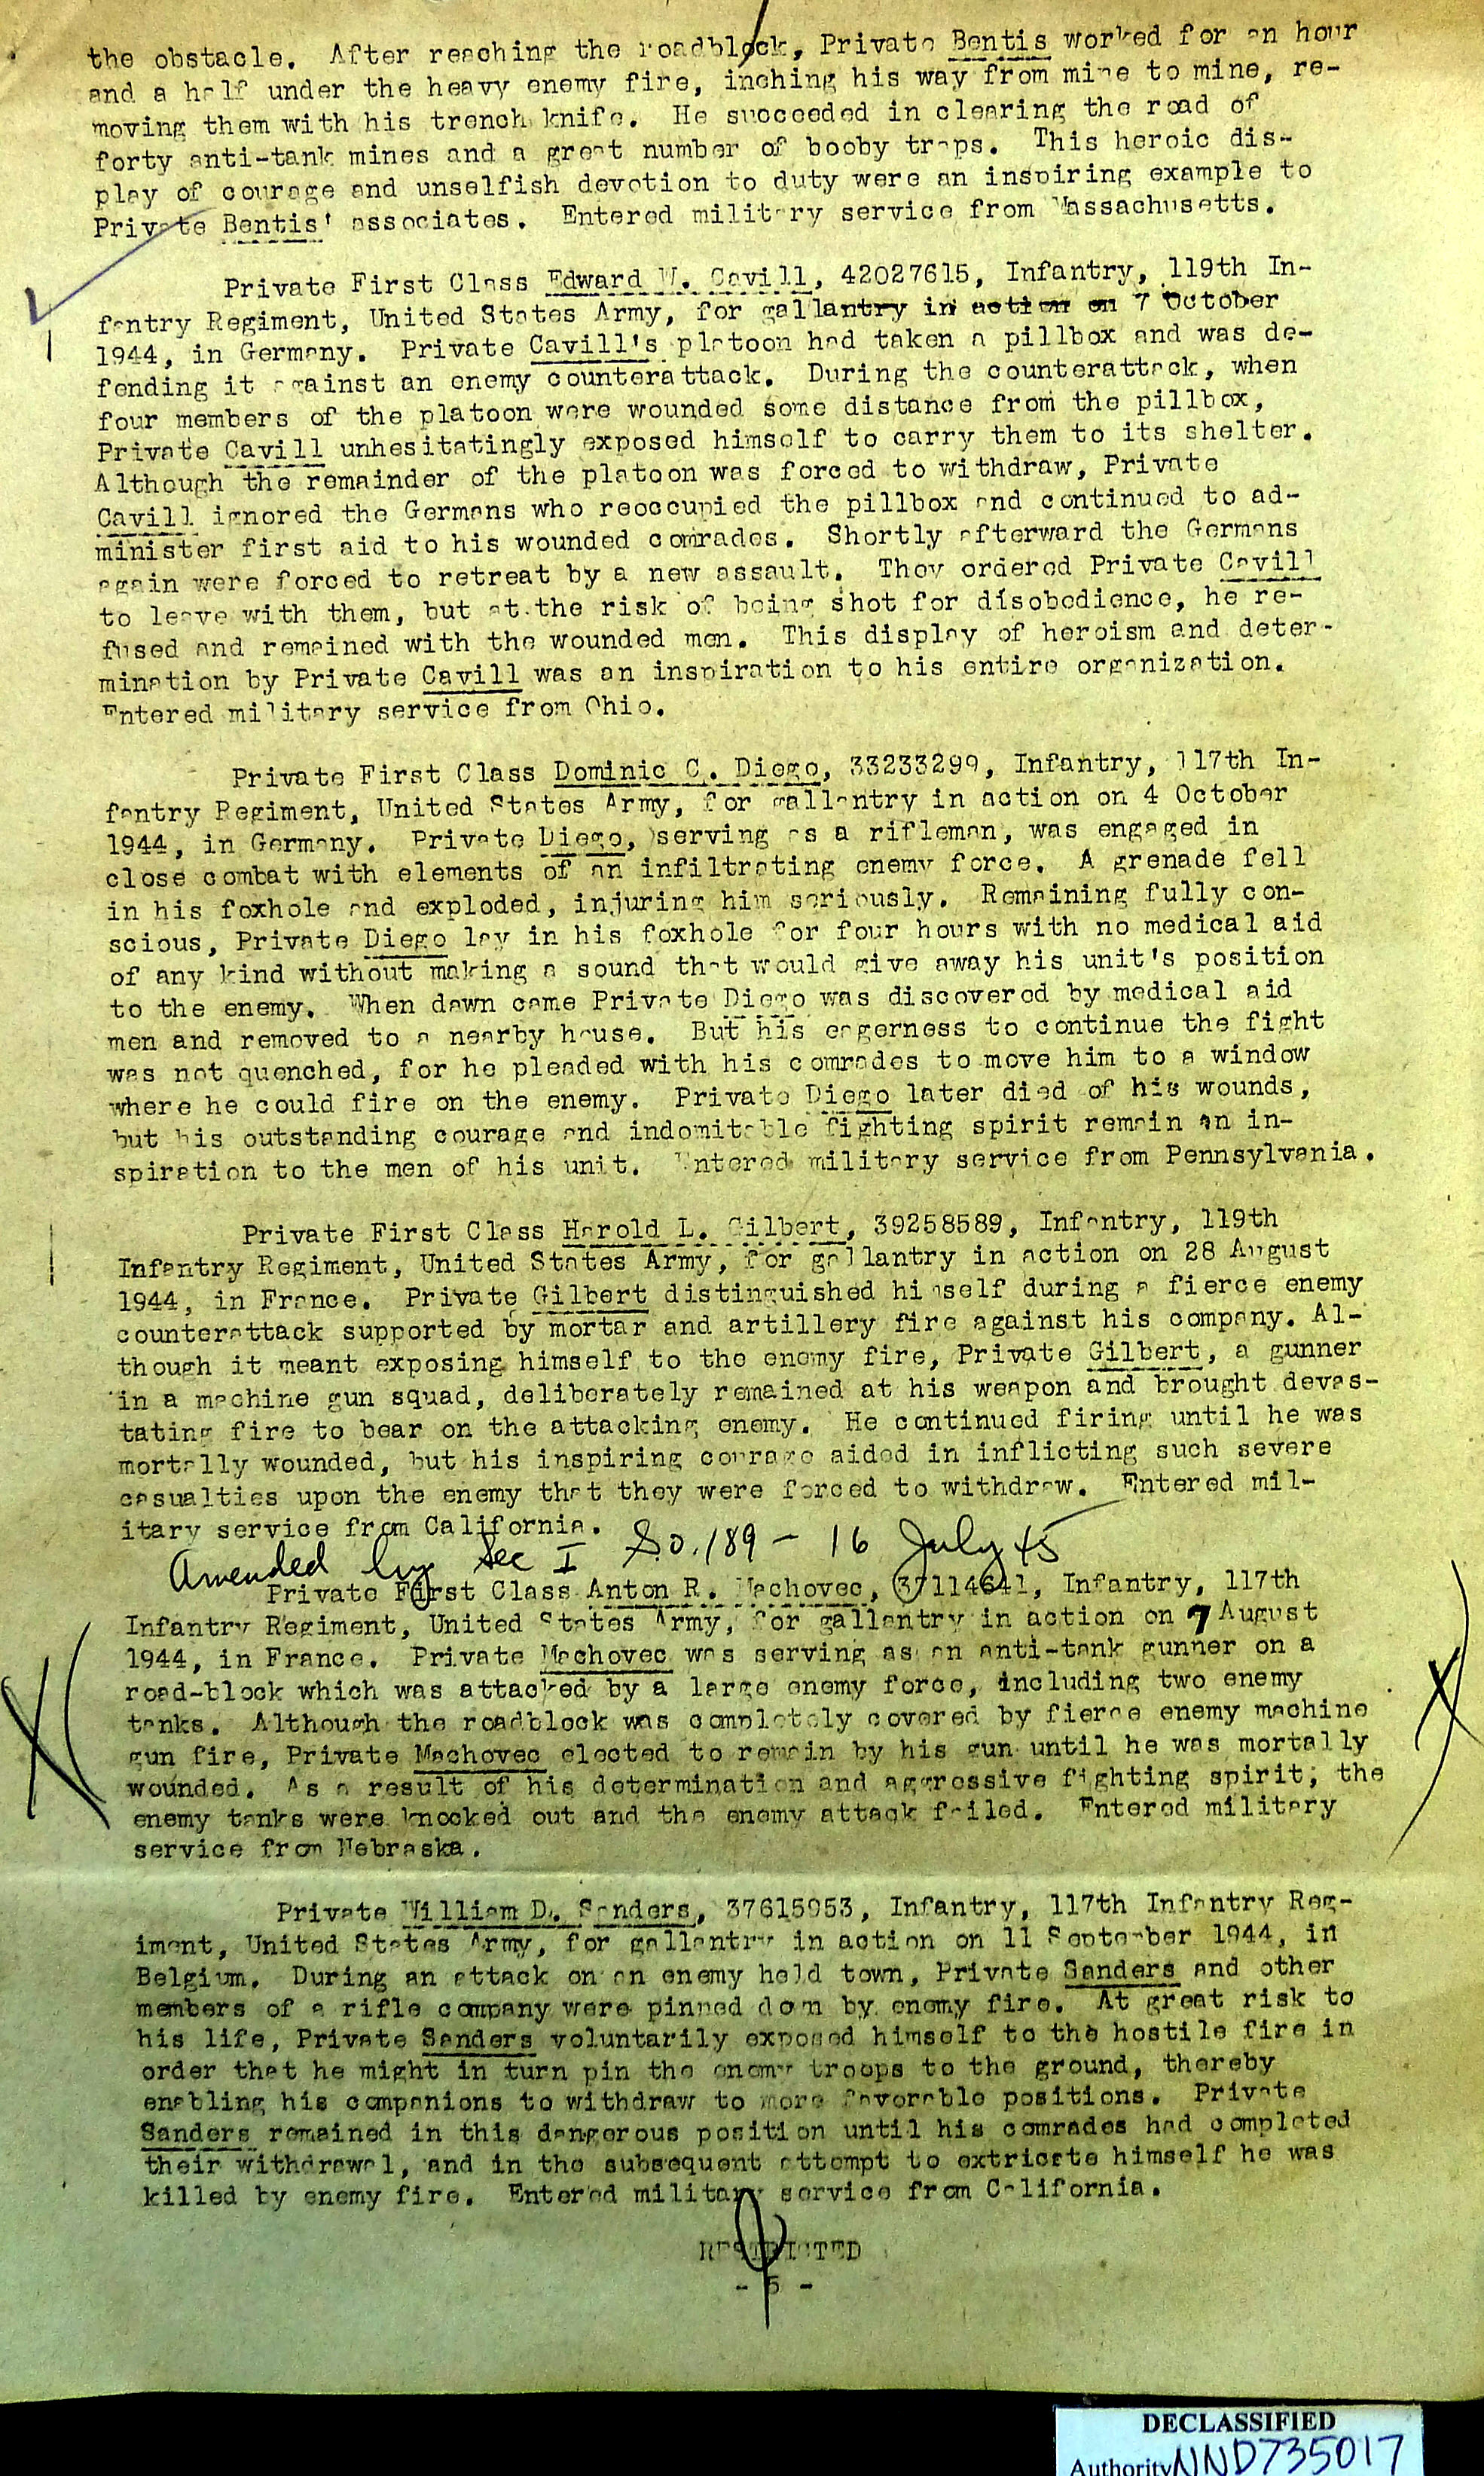 the obstacle. After reaching the roadblock, Private Bentis worked for an hour
and a half under the heavy enemy fire, inching his way from mine to mine, re-
moving them with his trench knife. He succeeded in clearing the road of
forty anti-tank mines and a great number of booby traps. This heroic dis-
play of courage and unselfish devotion to duty were an inspiring example to
Private Bentis' associates. Entered military service from Massachusetts.
Private First Class Edward W. Cavill, 42027615, Infantry, 119th In-
fantry Regiment, United States Army, for gallantry in action on 7 October
1944, in Germany. Private Cavill's platoon had taken a pillbox and was de-
fending it against an enemy counterattack. During the counterattack, when
four members of the platoon were wounded some distance from the pillbox,
Private Cavill unhesitatingly exposed himself to carry them to its shelter.
Although the remainder of the platoon was forced to withdraw, Private
Cavill ignored the Germans who reoccupied the pillbox and continued to ad-
minister first aid to his wounded comrades. Shortly afterward the Germans
again were forced to retreat by a new assault. They ordered Private Cavill
to leave with them, but at the risk of being shot for disobedience, he re-
fused and remained with the wounded men. This display of heroism and deter-
mination by Private Cavill was an inspiration to his entire organization.
Entered military service from Ohio.
Private First Class Dominic C. Diego, 33233299, Infantry, 117th In-
fantry Regiment, United States Army, for gallantry in action on 4 October
1944, in Germany. Private Diego, serving as a rifleman, was engaged in
close combat with elements of an infiltrating enemy force. A grenade fell
in his foxhole and exploded, injuring him seriously. Remaining fully con-
scious, Private Diego lay in his foxhole for four hours with no medical aid
of any kind without making a sound that would give away his unit's position
to the enemy. When dawn came Private Diego was discovered by medical aid
men and removed to a nearby house. But his eagerness to continue the fight
was not quenched, for he pleaded with his comrades to move him to a window
where he could fire on the enemy. Private Diego later died of his wounds,
but his outstanding courage and indomitable fighting spirit remain an in-
spiration to the men of his unit. Entered military service from Pennsylvania.
Private First Class Harold L. Gilbert, 39258589, Infantry, 119th
Infantry Regiment, United States Army, for gallantry in action on 28 August
1944, in France. Private Gilbert distinguished himself during a fierce enemy
counterattack supported by mortar and artillery fire against his company. Al-
though it meant exposing himself to the enemy fire, Private Gilbert, a gunner
in a machine gun squad, deliberately remained at his weapon and brought devas-
tating fire to bear on the attacking enemy. He continued firing until he was
mortally wounded, but his inspiring courage aided in inflicting such severe
casualties upon the enemy that they were forced to withdraw. Entered mil-
itary service from California.
Amended by Sec I S.O. 189 - 16 July 45
Private First Class Anton R. Machovec, 37114641, Infantry, 117th
Infantry Regiment, United States Army, for gallantry in action on 7 August
1944, in France. Private Machovec was serving as an anti-tank gunner on a
road-block which was attacked by a large enemy force, including two enemy
tanks. Although the roadblock was completely covered by fierce enemy machine
gun fire, Private Machovec elected to remain by his gun until he was mortally
wounded. As a result of his determination and aggressive fighting spirit, the
enemy tanks were knocked out and the enemy attack failed. Entered military
service from Nebraska.
Private William D. Sanders, 37615953, Infantry, 117th Infantry Reg-
iment, United States Army, for gallantry in action on 11 September 1944, in
Belgium. During an attack on an enemy held town, Private Sanders and other
members of a rifle company were pinned down by enemy fire. At great risk to
his life, Private Sanders voluntarily exposed himself to the hostile fire in
order that he might in turn pin the enemy troops to the ground, thereby
enabling his companions to withdraw to more favorable positions. Private
Sanders remained in this dangerous position until his comrades had completed
their withdrawal, and in the subsequent attempt to extricate himself he was
killed by enemy fire. Entered military service from California.
RESTRICTED
- 5 -
DECLASSIFIED
Authority NND735017